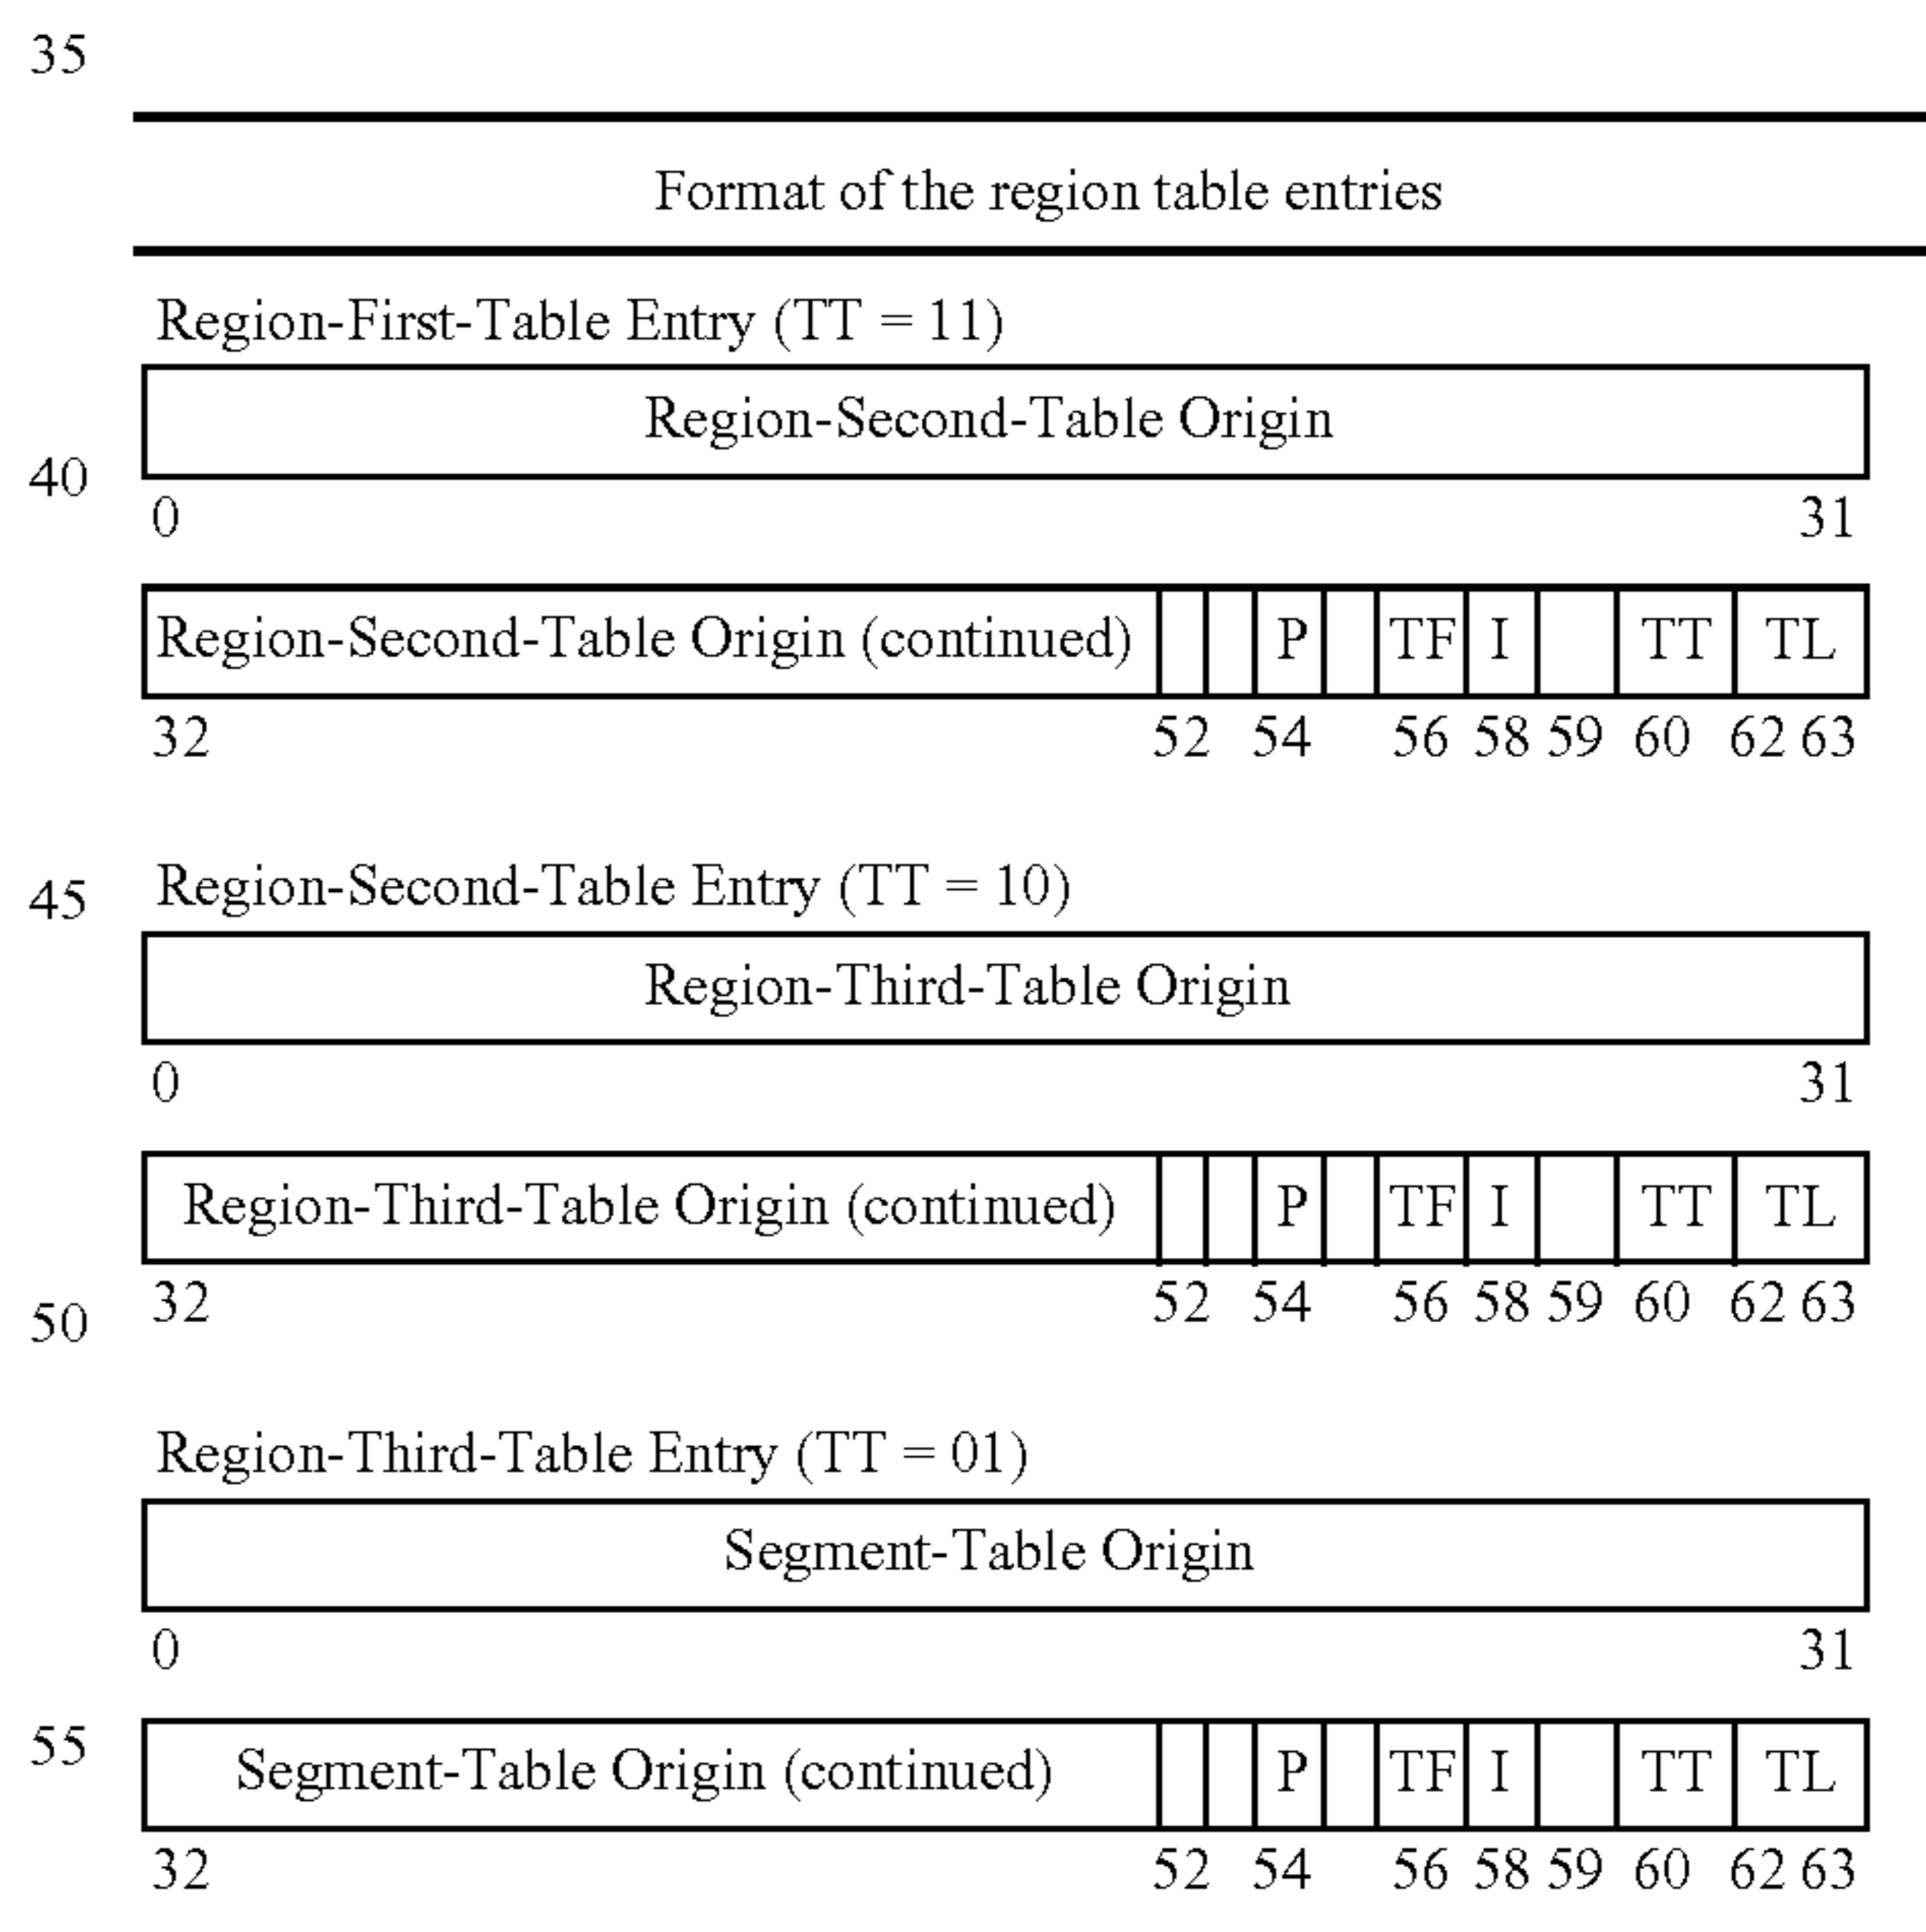 35
Format of the region table entries
Region-First-Table Entry (TT = 11)
Region-Second-Table Origin
40
0 31
Region-Second-Table Origin (continued) P TF I TT TL
32 52 54 56 58 59 60 62 63
45 Region-Second-Table Entry (TT = 10)
Region-Third-Table Origin
0 31
Region-Third-Table Origin (continued) P TF I TT TL
32 52 54 56 58 59 60 62 63
50
Region-Third-Table Entry (TT = 01)
Segment-Table Origin
0 31
55
Segment-Table Origin (continued) P TF I TT TL
32 52 54 56 58 59 60 62 63